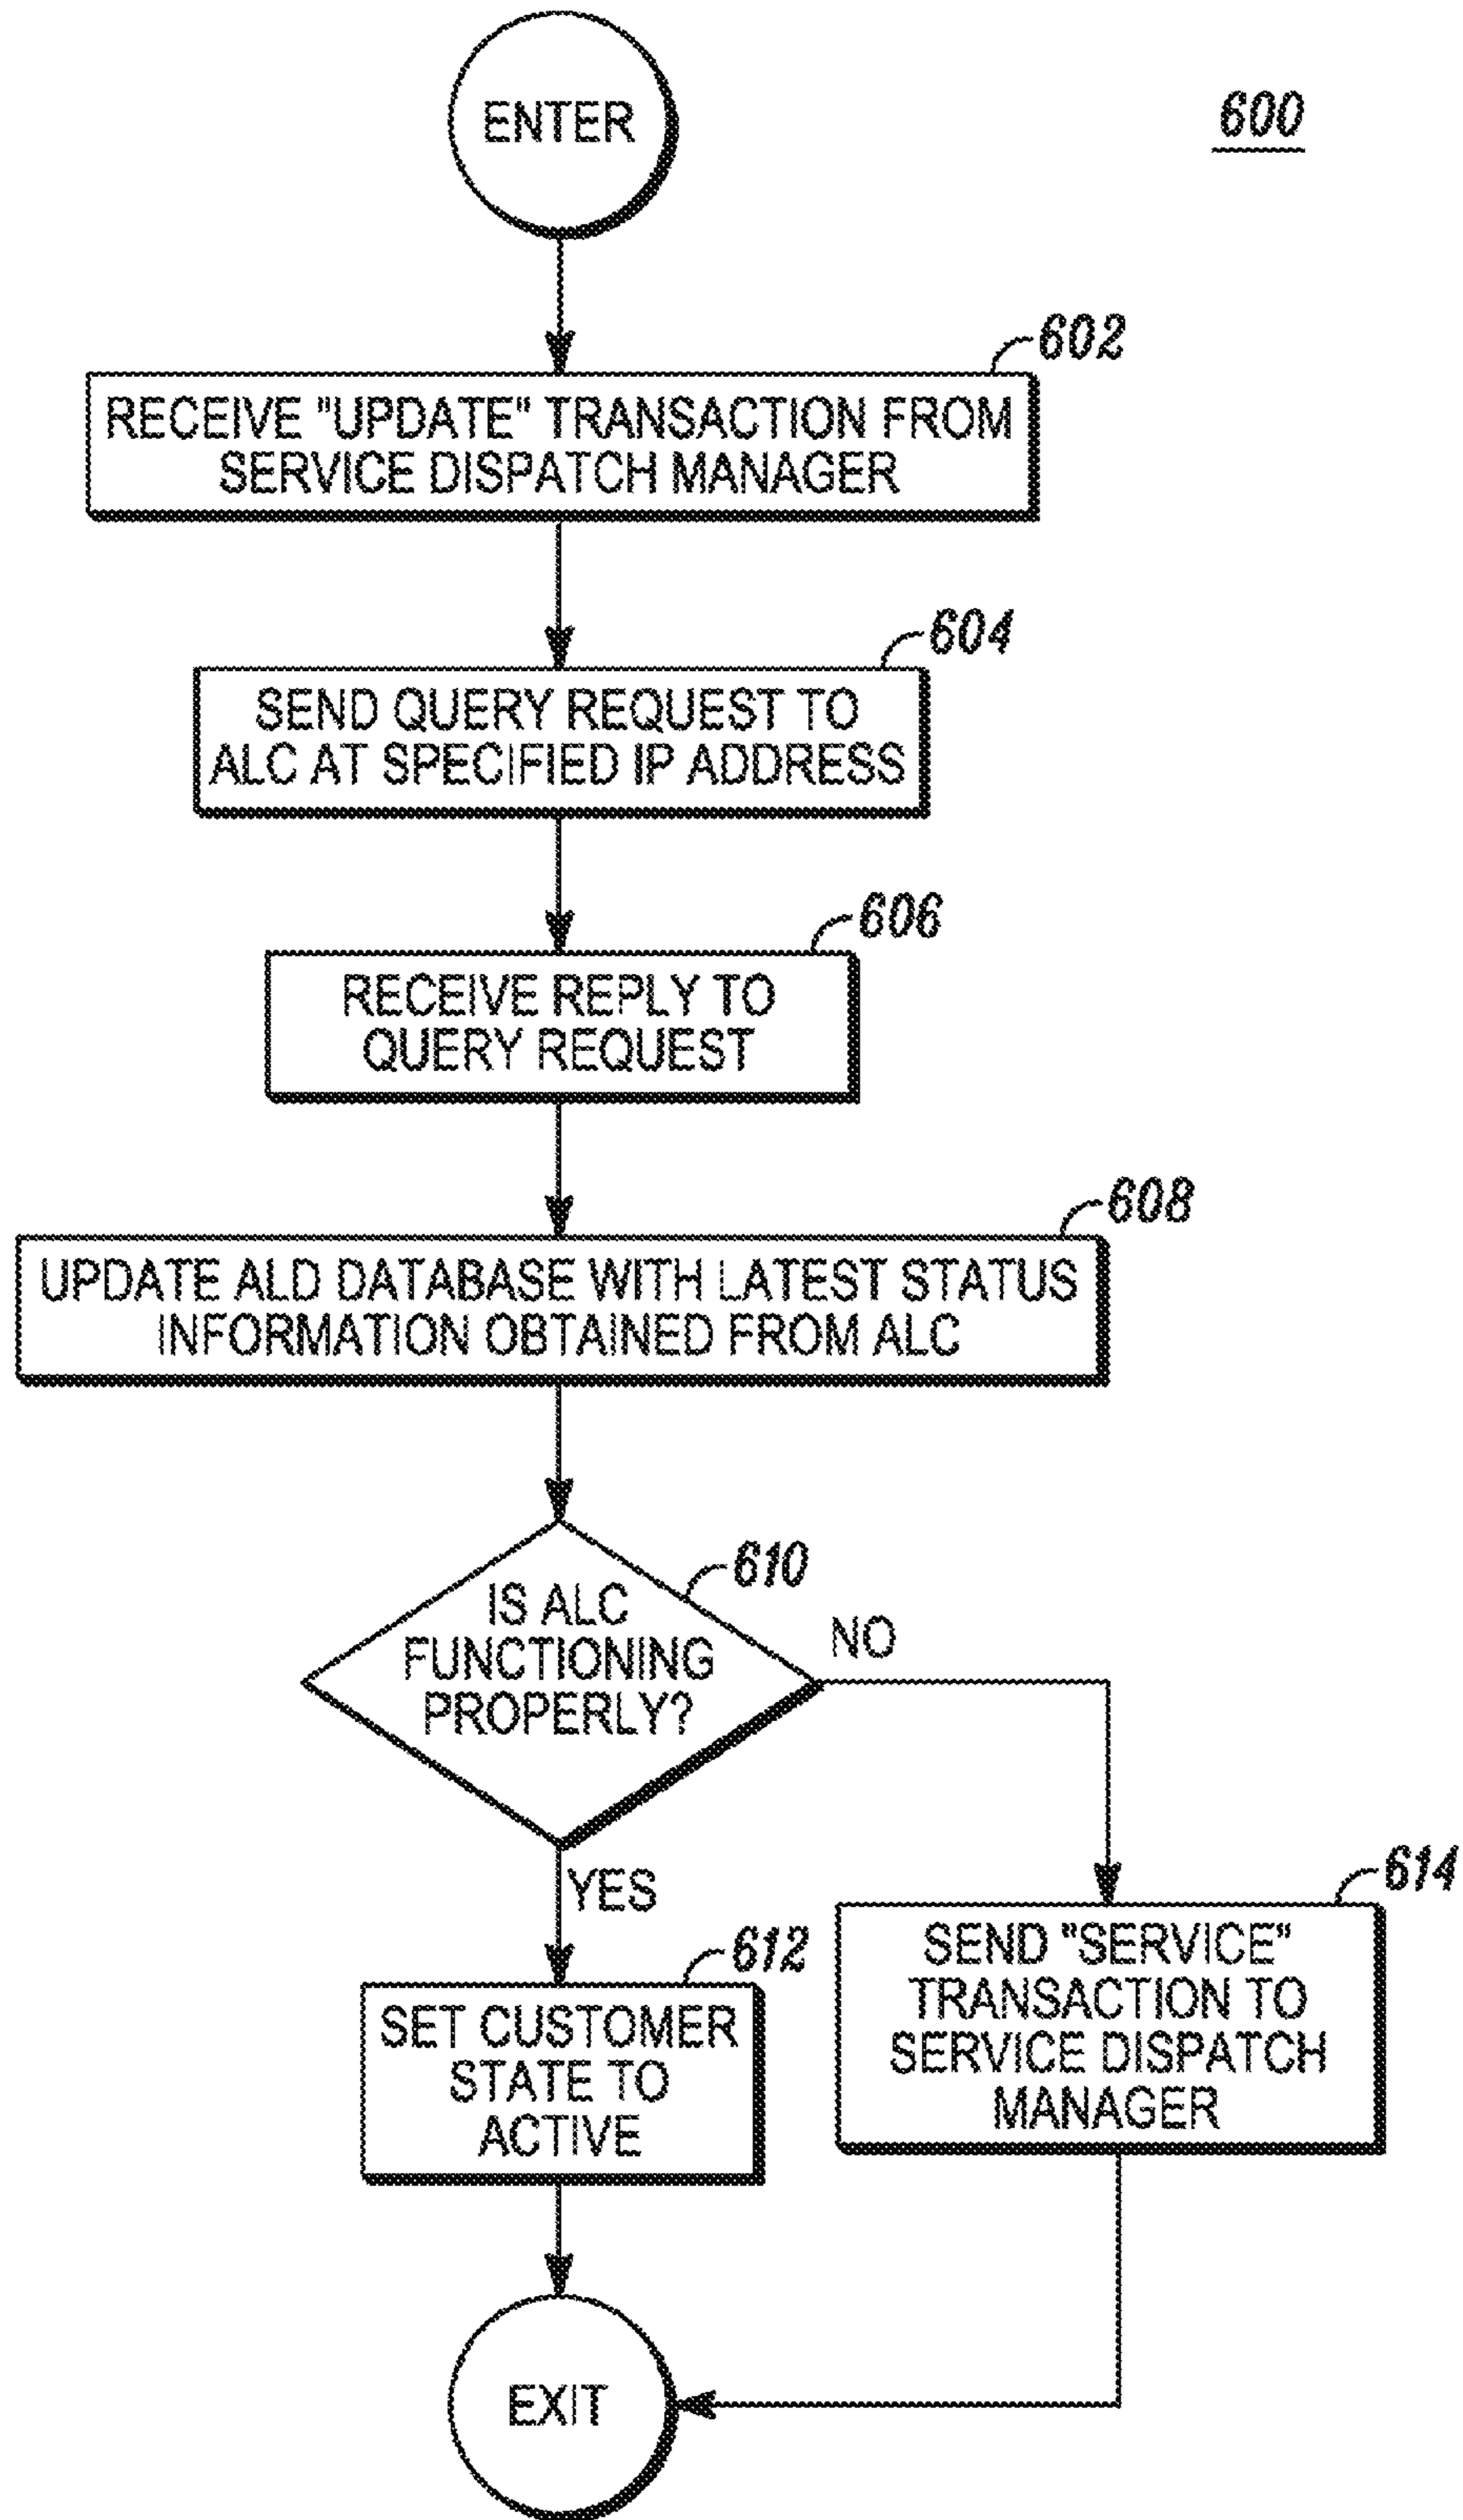 ENTER
600
602
RECEIVE "UPDATE" TRANSACTION FROM
SERVICE DISPATCH MANAGER
604
SEND QUERY REQUEST TO
ALC AT SPECIFIED IP ADDRESS
606
RECEIVE REPLY TO
QUERY REQUEST
608
UPDATE ALD DATABASE WITH LATEST STATUS
INFORMATION OBTAINED FROM ALC
610
IS ALC
FUNCTIONING
PROPERLY?
NO
YES
612
SET CUSTOMER
STATE TO
ACTIVE
614
SEND "SERVICE"
TRANSACTION TO
SERVICE DISPATCH
MANAGER
EXIT